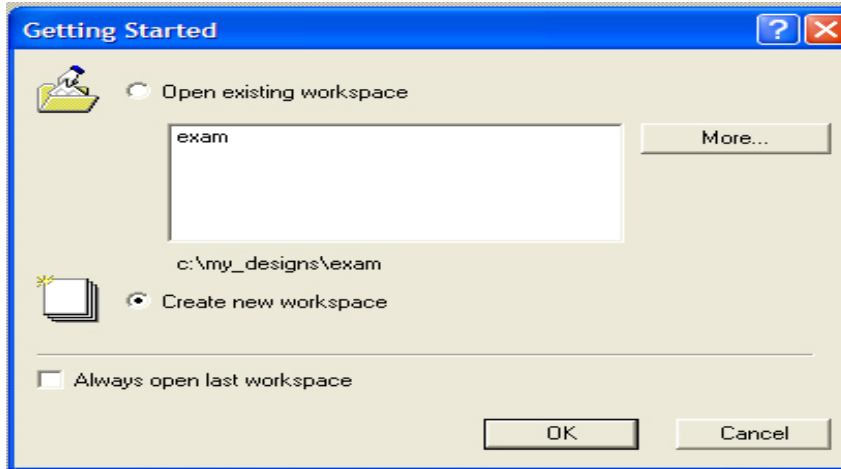 Getting Started
Open existing workspace
exam
More...
c:\my_designs\exam
Create new workspace
Always open last workspace
OK
Cancel